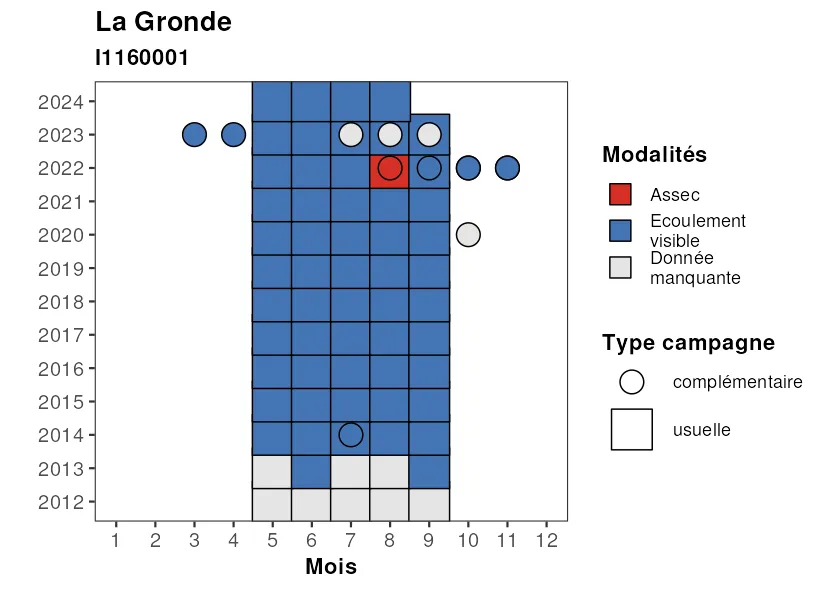 La Gronde
I1160001
2024
2023
2022
2021
2020
2019
2018
2017
2016
2015
2014
2013
2012
1 2 3 4 5 6 7 8 9 10 11 12
Mois
Modalités
Assec
Ecoulement
visible
Donnée
manquante
Type campagne
complémentaire
usuelle